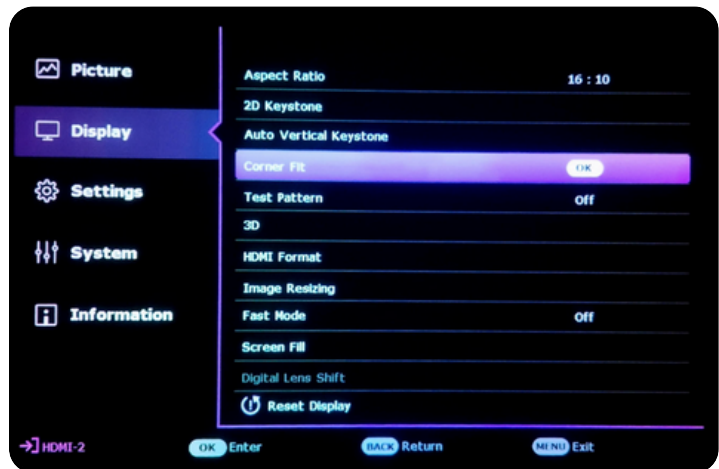 Picture
Display
Settings
System
Information
Aspect Ratio 16 : 10
2D Keystone
Auto Vertical Keystone
Corner Fit OK
Test Pattern Off
3D
HDMI Format
Image Resizing
Fast Mode Off
Screen Fill
Digital Lens Shift
Reset Display
HDMI-2 OK Enter BACK Return MENU Exit